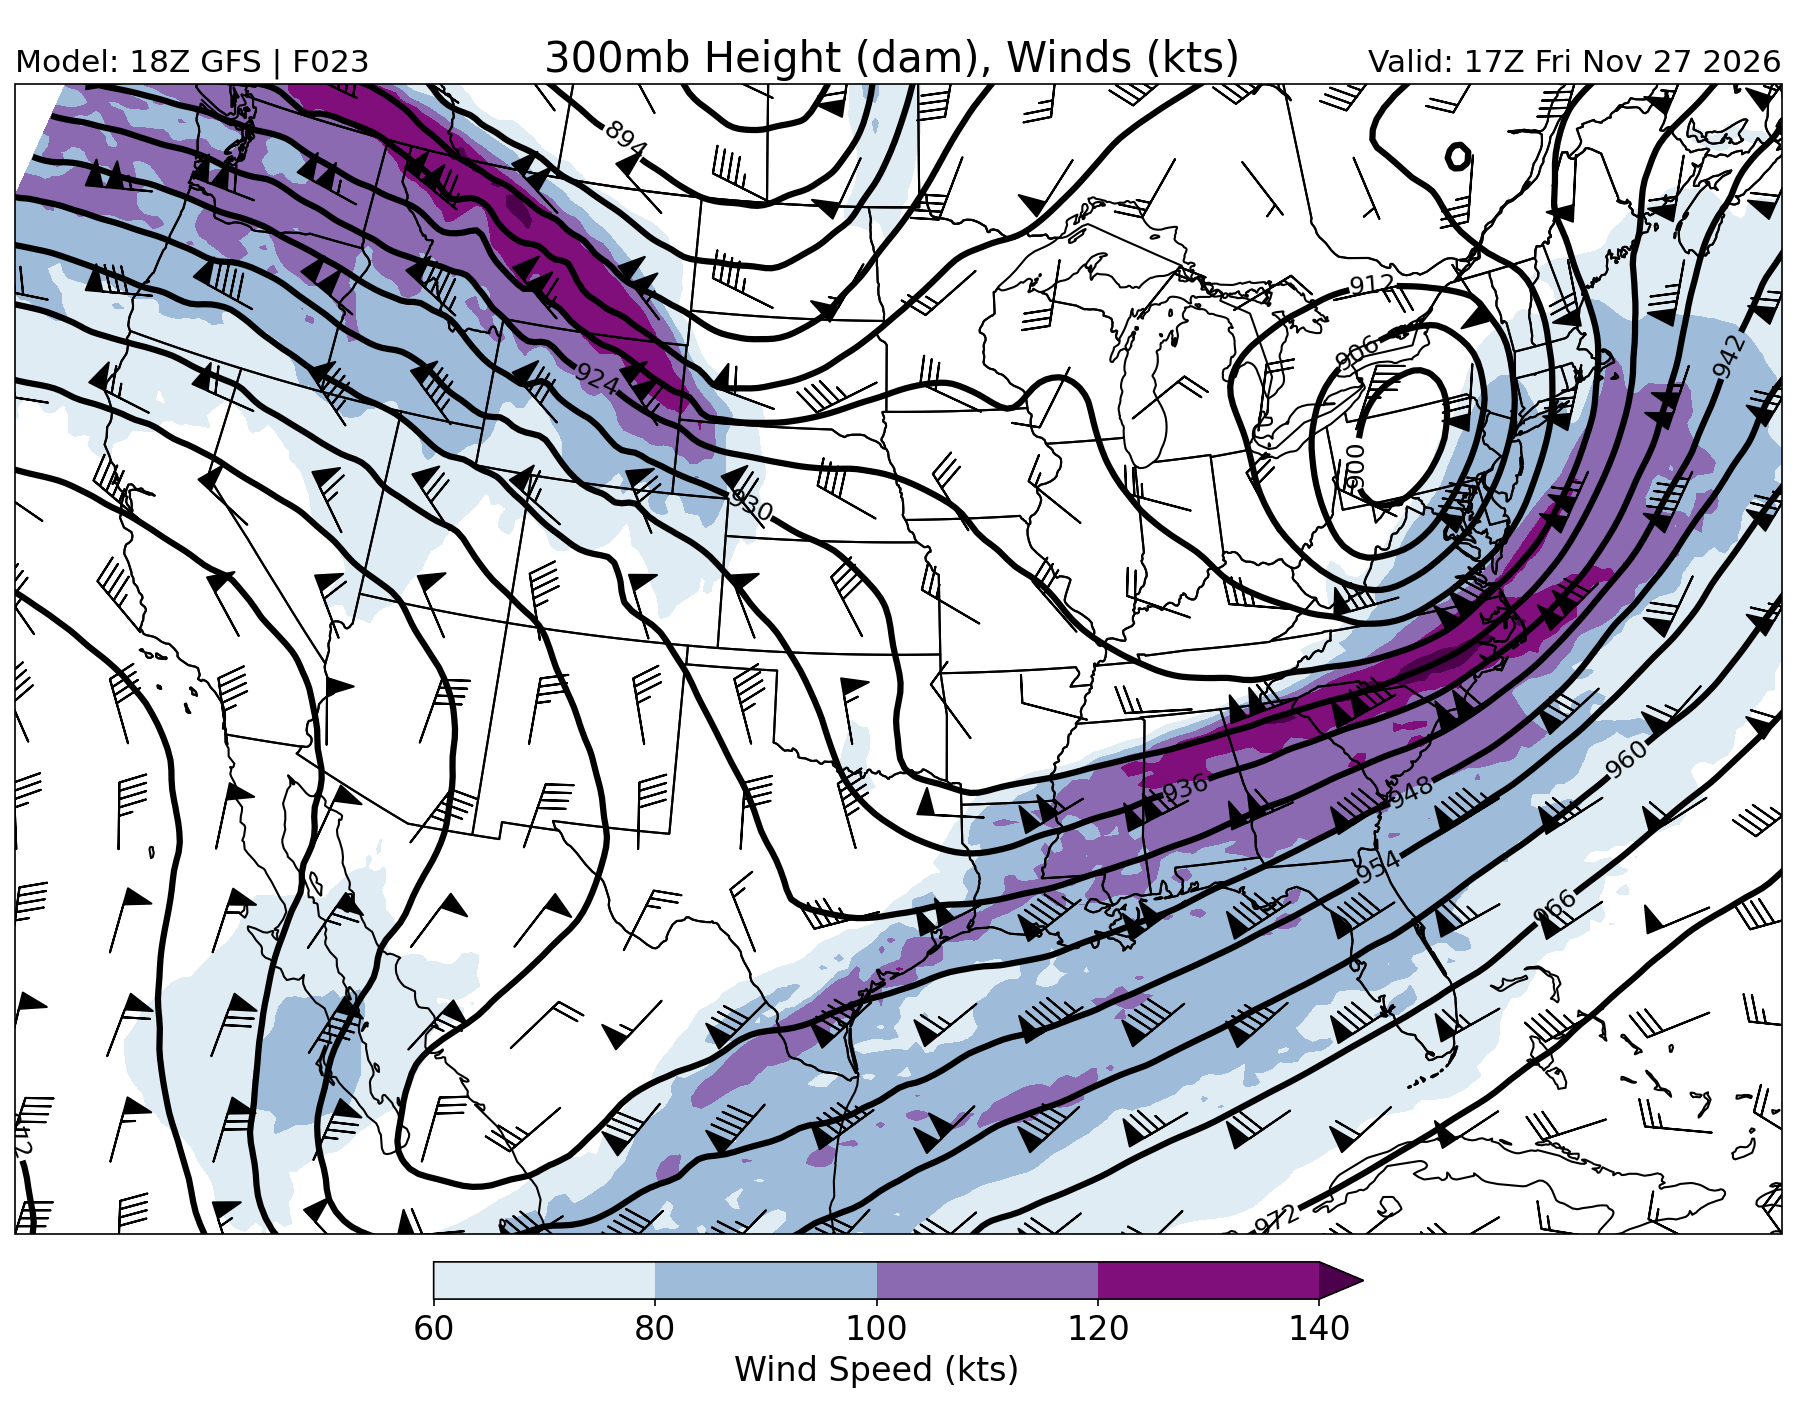 Model: 18Z GFS | F023
300mb Height (dam), Winds (kts)
Valid: 17Z Fri Nov 27 2026
894
912
906
942
924
900
930
960
936
948
954
966
972
972
60 80 100 120 140
Wind Speed (kts)